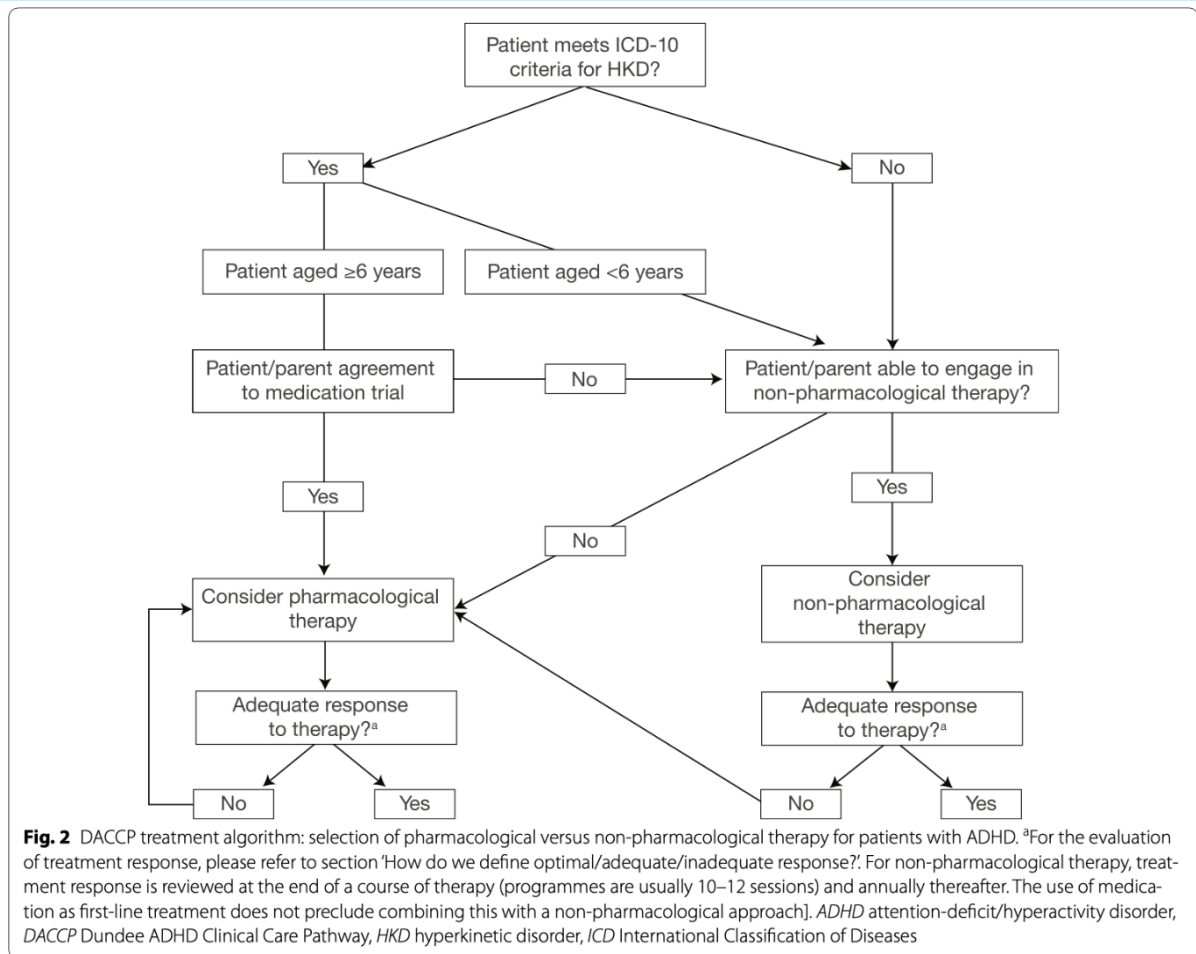 Patient meets ICD-10
criteria for HKD?
Yes
No
Patient aged ≥6 years
Patient aged <6 years
Patient/parent agreement
to medication trial
No
Patient/parent able to engage in
non-pharmacological therapy?
Yes
Yes
No
Consider pharmacological
therapy
Consider
non-pharmacological
therapy
Adequate response
to therapy?ᵃ
Adequate response
to therapy?ᵃ
No
Yes
No
Yes
Fig. 2 DACCP treatment algorithm: selection of pharmacological versus non-pharmacological therapy for patients with ADHD. ᵃFor the evaluation
of treatment response, please refer to section 'How do we define optimal/adequate/inadequate response?'. For non-pharmacological therapy, treat-
ment response is reviewed at the end of a course of therapy (programmes are usually 10–12 sessions) and annually thereafter. The use of medica-
tion as first-line treatment does not preclude combining this with a non-pharmacological approach]. ADHD attention-deficit/hyperactivity disorder,
DACCP Dundee ADHD Clinical Care Pathway, HKD hyperkinetic disorder, ICD International Classification of Diseases